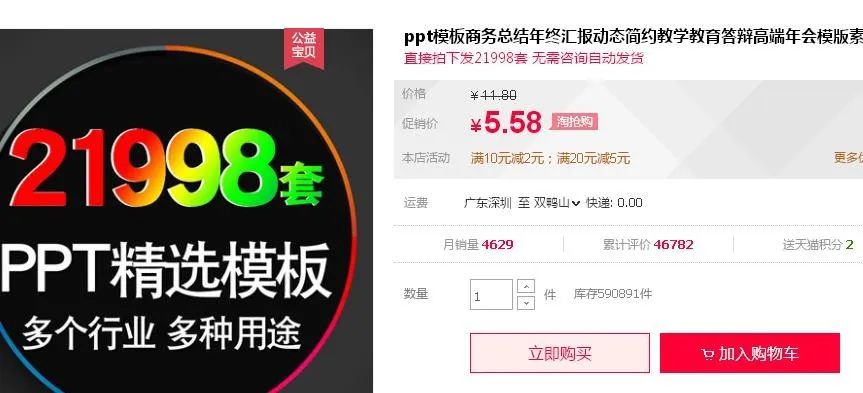 公益
宝贝
21998套
PPT精选模板
多个行业 多种用途
ppt模板商务总结年终汇报动态简约教学教育答辩高端年会模版素
直接拍下发21998套 无需咨询自动发货
价格 ¥11.80
促销价 ¥5.58 淘抢购
本店活动 满10元减2元；满20元减5元 更多优
运费 广东深圳 至 双鸭山 快递: 0.00
月销量 4629 累计评价 46782 送天猫积分 2
数量 1 件 库存590891件
立即购买 加入购物车